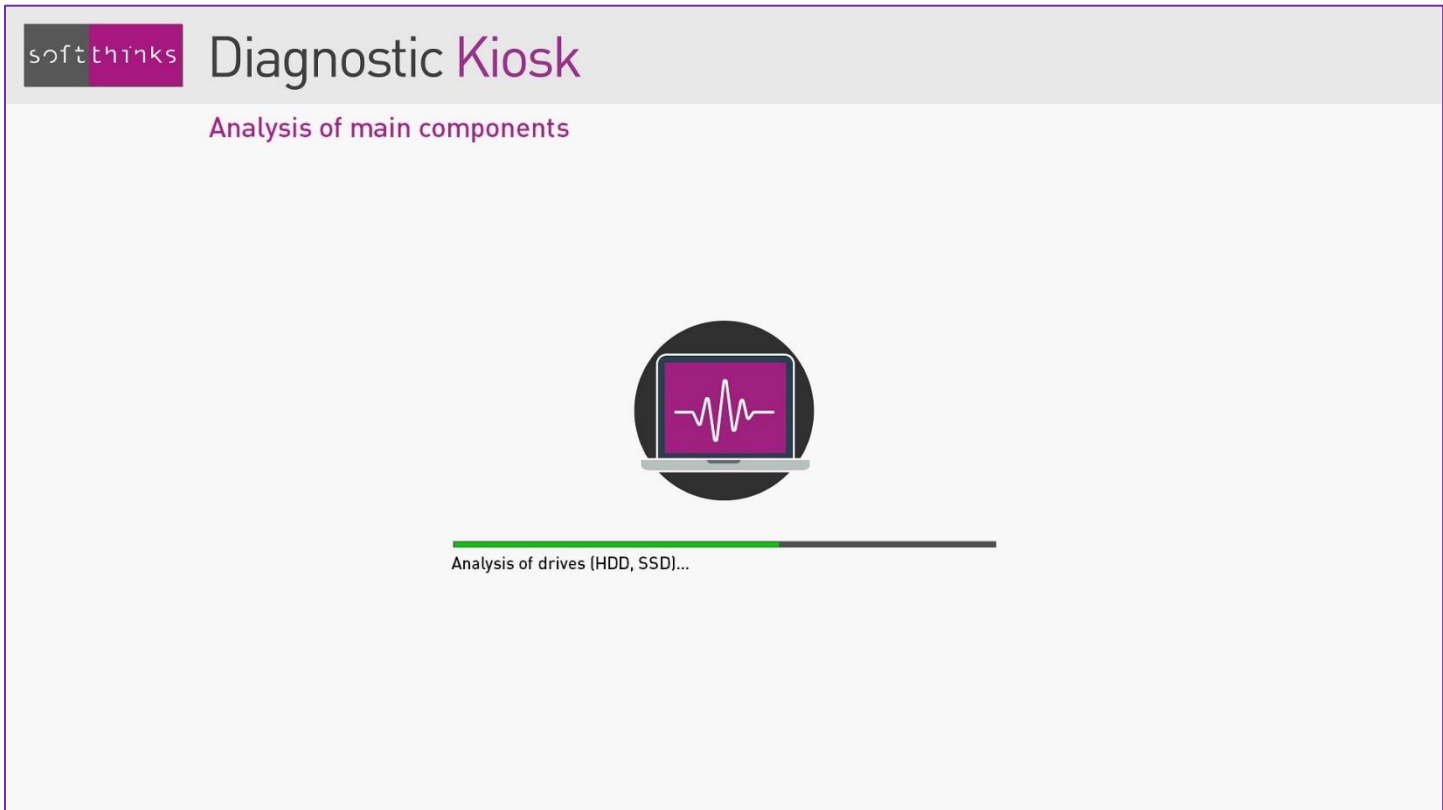 softthinks
Diagnostic Kiosk
Analysis of main components
Analysis of drives (HDD, SSD)...